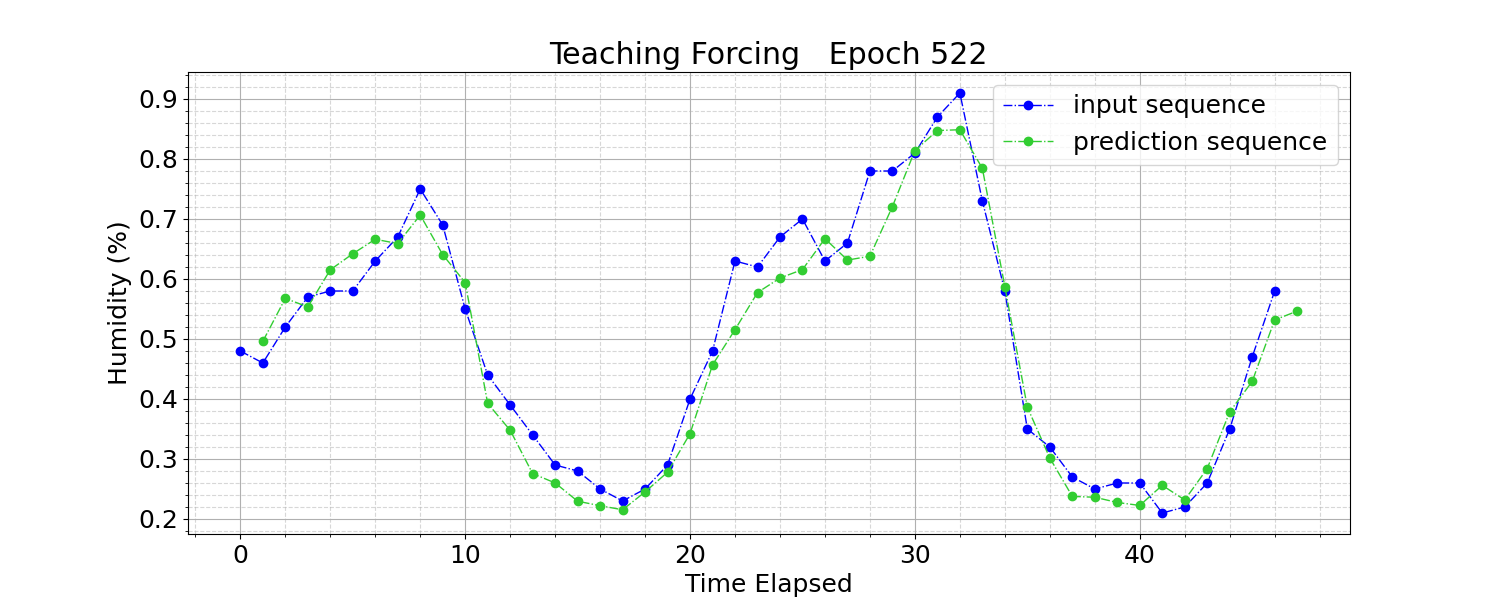 Teaching Forcing   Epoch 522
input sequence
prediction sequence
Humidity (%)
0.9
0.8
0.7
0.6
0.5
0.4
0.3
0.2
0 10 20 30 40
Time Elapsed